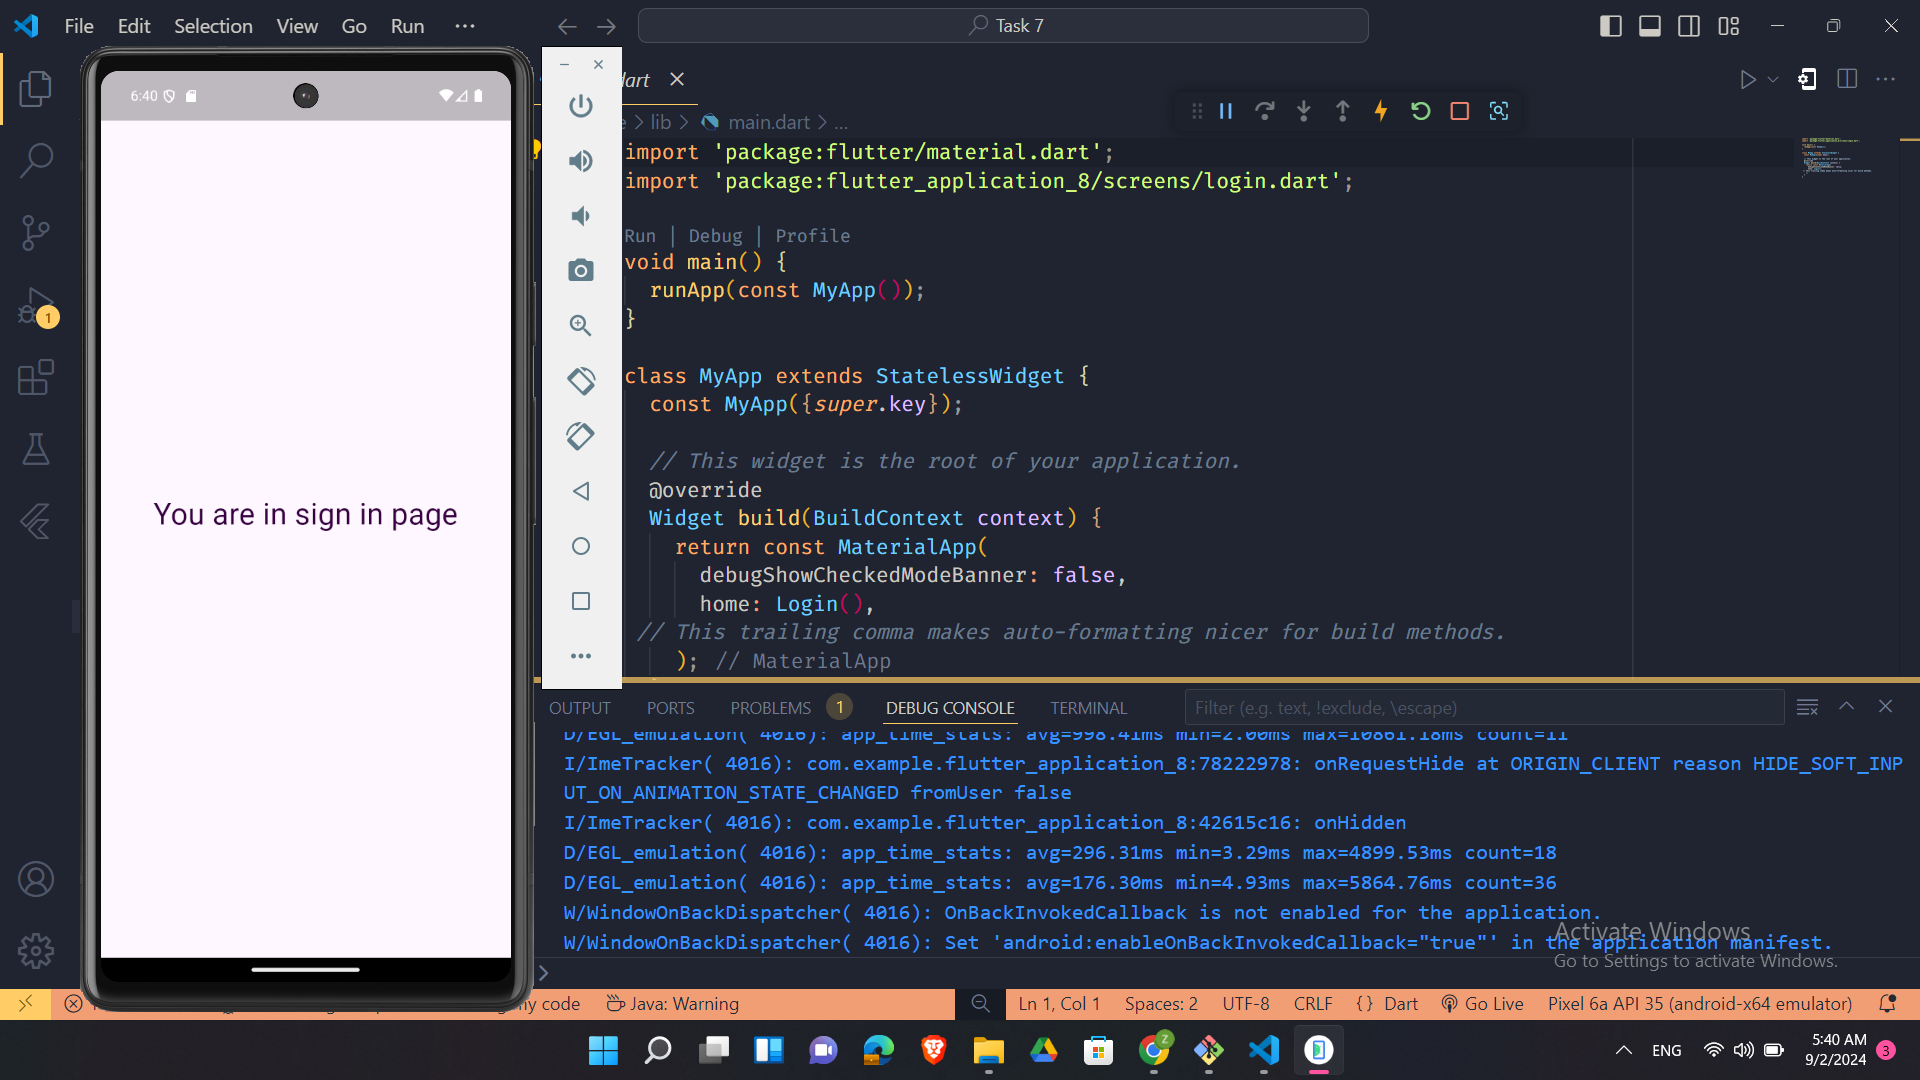 File Edit Selection View Go Run ...
Task 7
6:40
dart
e > lib > main.dart > ...
import 'package:flutter/material.dart';
import 'package:flutter_application_8/screens/login.dart';
Run | Debug | Profile
void main() {
runApp(const MyApp());
}
class MyApp extends StatelessWidget {
const MyApp({super.key});
// This widget is the root of your application.
@override
Widget build(BuildContext context) {
return const MaterialApp(
debugShowCheckedModeBanner: false,
home: Login(),
// This trailing comma makes auto-formatting nicer for build methods.
); // MaterialApp
You are in sign in page
1
OUTPUT PORTS PROBLEMS 1 DEBUG CONSOLE TERMINAL
Filter (e.g. text, !exclude, \escape)
D/EGL_emulation( 4016): app_time_stats: avg=998.41ms min=2.00ms max=10861.18ms count=11
I/ImeTracker( 4016): com.example.flutter_application_8:78222978: onRequestHide at ORIGIN_CLIENT reason HIDE_SOFT_INP
UT_ON_ANIMATION_STATE_CHANGED fromUser false
I/ImeTracker( 4016): com.example.flutter_application_8:42615c16: onHidden
D/EGL_emulation( 4016): app_time_stats: avg=296.31ms min=3.29ms max=4899.53ms count=18
D/EGL_emulation( 4016): app_time_stats: avg=176.30ms min=4.93ms max=5864.76ms count=36
W/WindowOnBackDispatcher( 4016): OnBackInvokedCallback is not enabled for the application.
W/WindowOnBackDispatcher( 4016): Set 'android:enableOnBackInvokedCallback="true"' in the application manifest.
Activate Windows
Go to Settings to activate Windows.
ny code Java: Warning
Ln 1, Col 1 Spaces: 2 UTF-8 CRLF {} Dart Go Live Pixel 6a API 35 (android-x64 emulator)
ENG
5:40 AM
9/2/2024
3